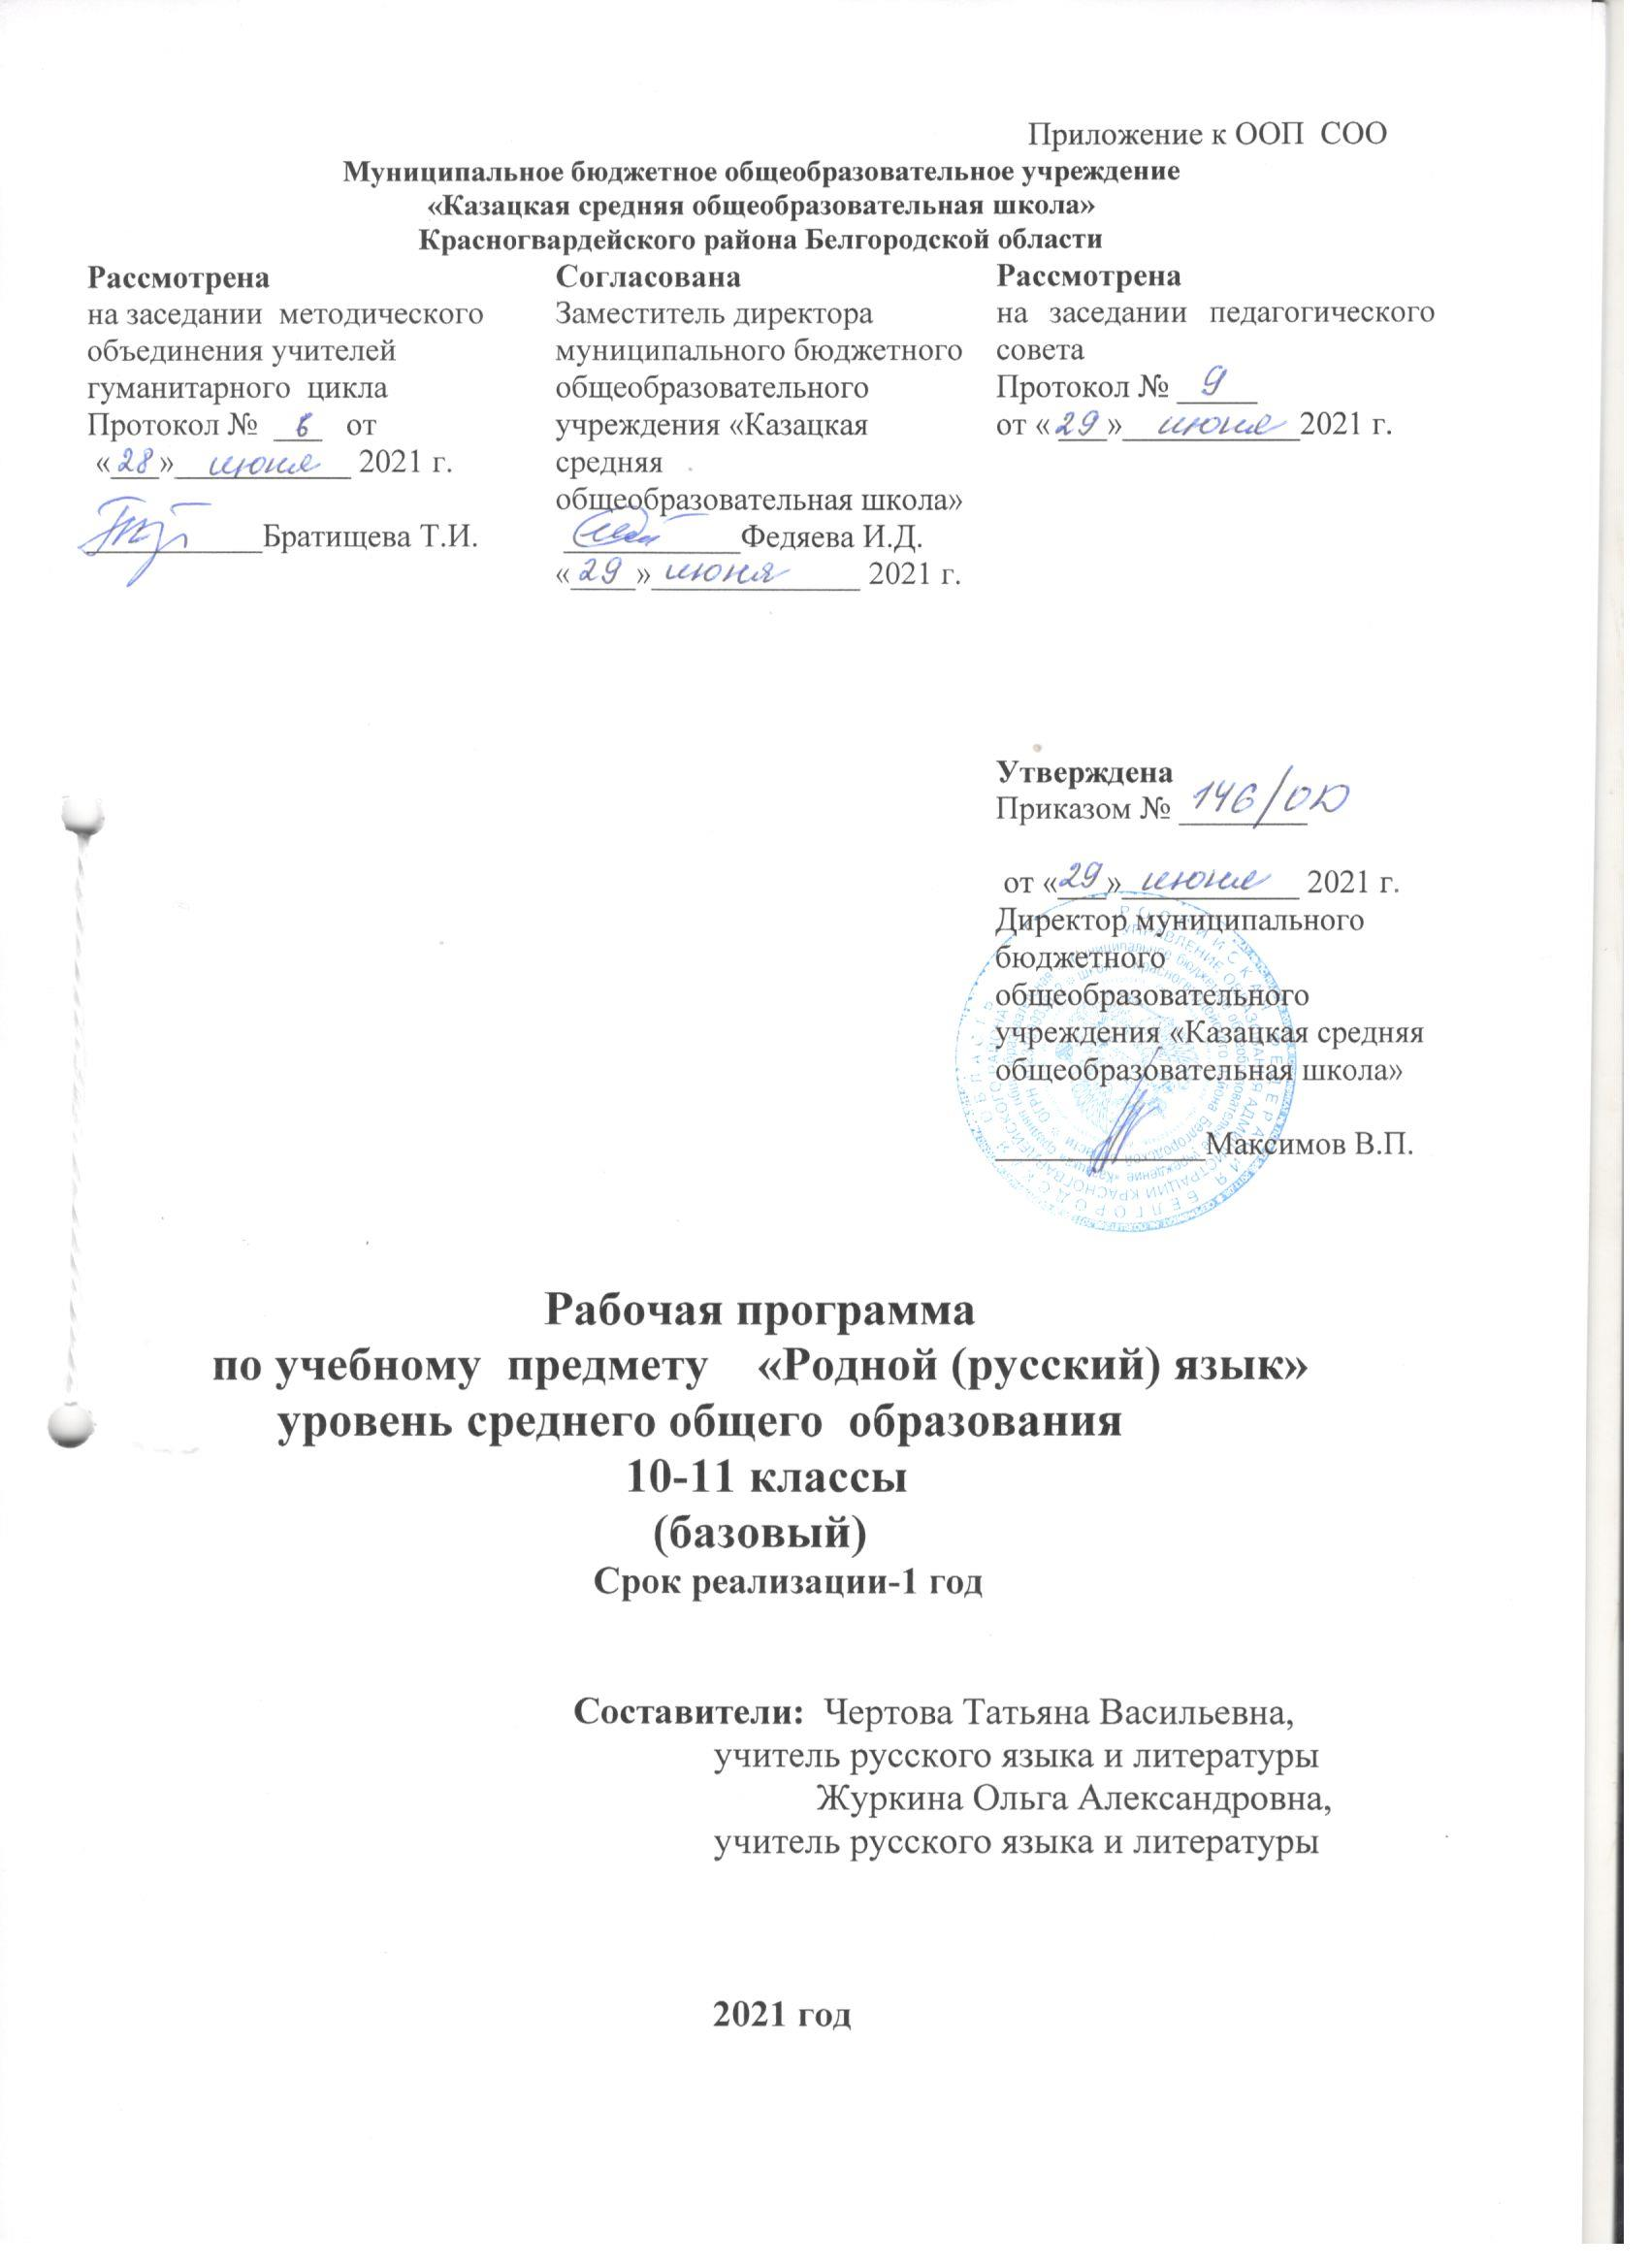 Приложение к ООП СОО
Муниципальное бюджетное общеобразовательное учреждение
«Казацкая средняя общеобразовательная школа»
Красногвардейского района Белгородской области
Рассмотрена
на заседании методического
объединения учителей
гуманитарного цикла
Протокол № 6 от
«28» июня 2021 г.
Братищева Т.И.
Согласована
Заместитель директора
муниципального бюджетного
общеобразовательного
учреждения «Казацкая
средняя
общеобразовательная школа»
Федяева И.Д.
«29» июня 2021 г.
Рассмотрена
на заседании педагогического
совета
Протокол № 9
от «29» июня 2021 г.
Утверждена
Приказом № 146/ОД
от «29» июня 2021 г.
Директор муниципального
бюджетного
общеобразовательного
учреждения «Казацкая средняя
общеобразовательная школа»
Максимов В.П.
Рабочая программа
по учебному предмету «Родной (русский) язык»
уровень среднего общего образования
10-11 классы
(базовый)
Срок реализации-1 год
Составители: Чертова Татьяна Васильевна,
учитель русского языка и литературы
Журкина Ольга Александровна,
учитель русского языка и литературы
2021 год